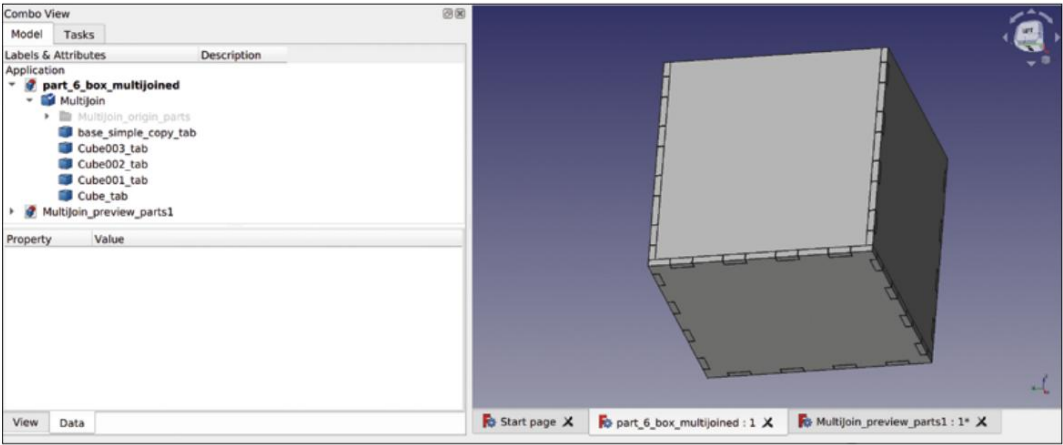 Combo View
Model Tasks
Labels & Attributes Description
Application
part_6_box_multijoined
MultiJoin
MultiJoin_origin_parts
base_simple_copy_tab
Cube003_tab
Cube002_tab
Cube001_tab
Cube_tab
MultiJoin_preview_parts1
Property Value
View Data
Start page
part_6_box_multijoined : 1
MultiJoin_preview_parts1 : 1*